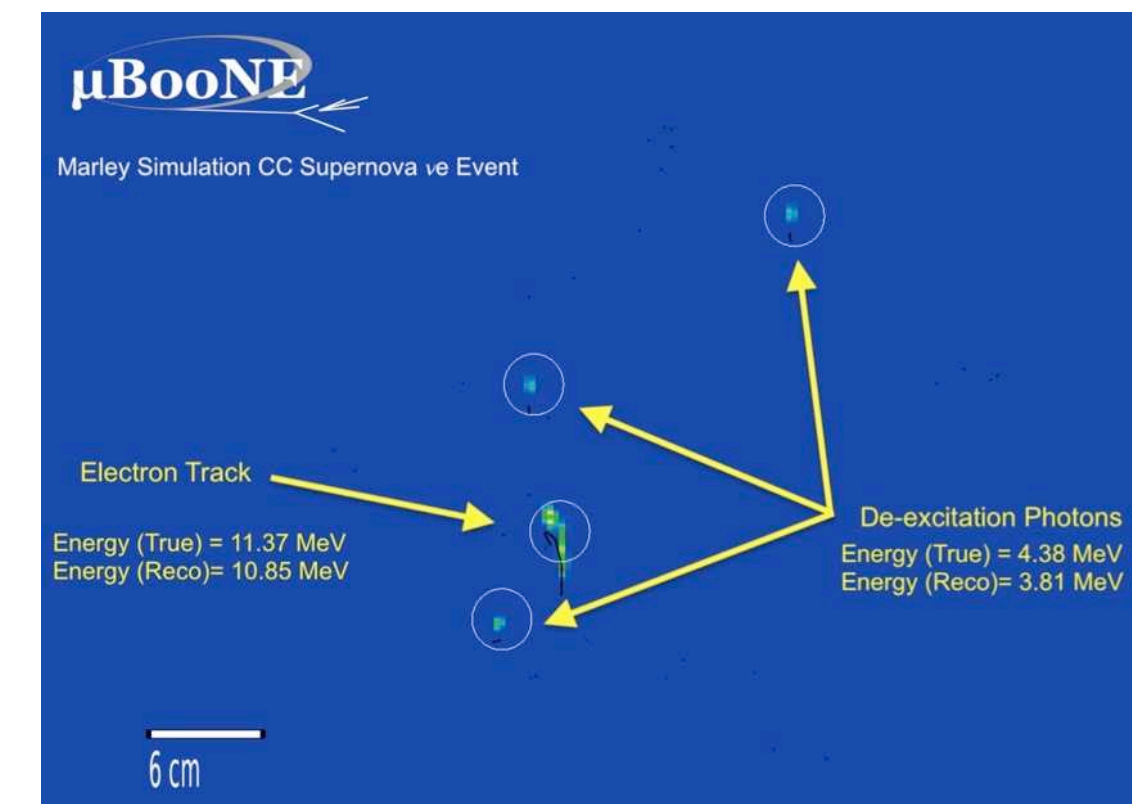 μBooNE
Marley Simulation CC Supernova νe Event
Electron Track
Energy (True) = 11.37 MeV
Energy (Reco)= 10.85 MeV
De-excitation Photons
Energy (True) = 4.38 MeV
Energy (Reco)= 3.81 MeV
6 cm